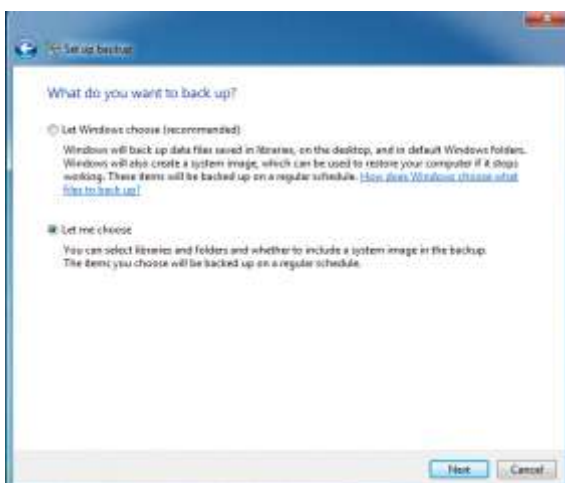 Set up backup
What do you want to back up?
Let Windows choose (recommended)
Windows will back up data files saved in libraries, on the desktop, and in default Windows folders.
Windows will also create a system image, which can be used to restore your computer if it stops
working. These items will be backed up on a regular schedule. How does Windows choose what
files to back up?
Let me choose
You can select libraries and folders and whether to include a system image in the backup.
The items you choose will be backed up on a regular schedule.
Next
Cancel